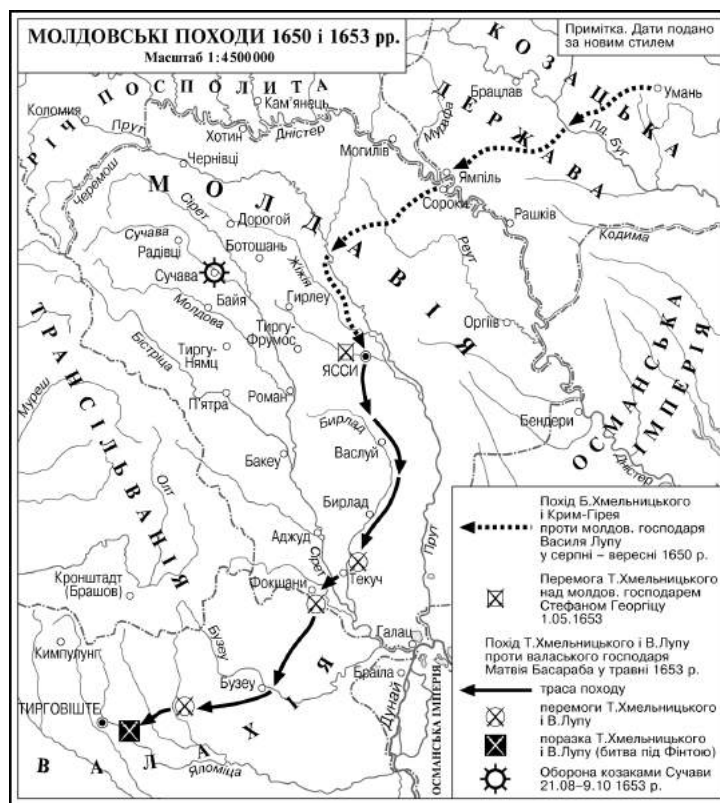 МОЛДОВСЬКІ ПОХОДИ 1650 і 1653 рр.
Масштаб 1:4500000
Примітка. Дати подано
за новим стилем
РІЧ ПОСПОЛИТА
КОЗАЦЬКА
ДЕРЖАВА
МОЛДАВІЯ
ТРАНСІЛЬВАНІЯ
ВАЛАХІЯ
ОСМАНСЬКА
ІМПЕРІЯ
ОСМАНСЬКА ІМПЕРІЯ
Коломия
Прут
Кам'янець
Хотин
Дністер
Чернівці
Черемош
Могилів
Мурафа
Брацлав
Умань
Пд. Буг
Ямпіль
Сороки
Рашків
Кодима
Сірет
Дорогой
Сучава
Радівці
Ботошань
Сучава
Жіжія
Байя
Гирлеу
Молдова
Реут
Оргіїв
Бістріца
Тиргу-
Нямц
Тиргу-
Фрумос
ЯССИ
Муреш
П'ятра
Роман
Бирлад
Васлуй
Бендери
Дністер
Бакеу
Олт
Бирлад
Аджуд
Сірет
Прут
Текуч
Кронштадт
(Брашов)
Фокшани
Бузеу
Галац
Кимпулунг
Бузеу
Браїла
Дунай
ТИРГОВІШТЕ
Яломіца
Похід Б.Хмельницького
і Крим-Гірея
проти молдов. господаря
Василя Лупу
у серпні – вересні 1650 р.
Перемога Т.Хмельницького
над молдов. господарем
Стефаном Георгіцу
1.05.1653
Похід Т.Хмельницького і В.Лупу
проти валаського господаря
Матвія Басараба у травні 1653 р.
траса походу
перемоги Т.Хмельницького
і В.Лупу
поразка Т.Хмельницького
і В.Лупу (битва під Фінтою)
Оборона козаками Сучави
21.08–9.10 1653 р.